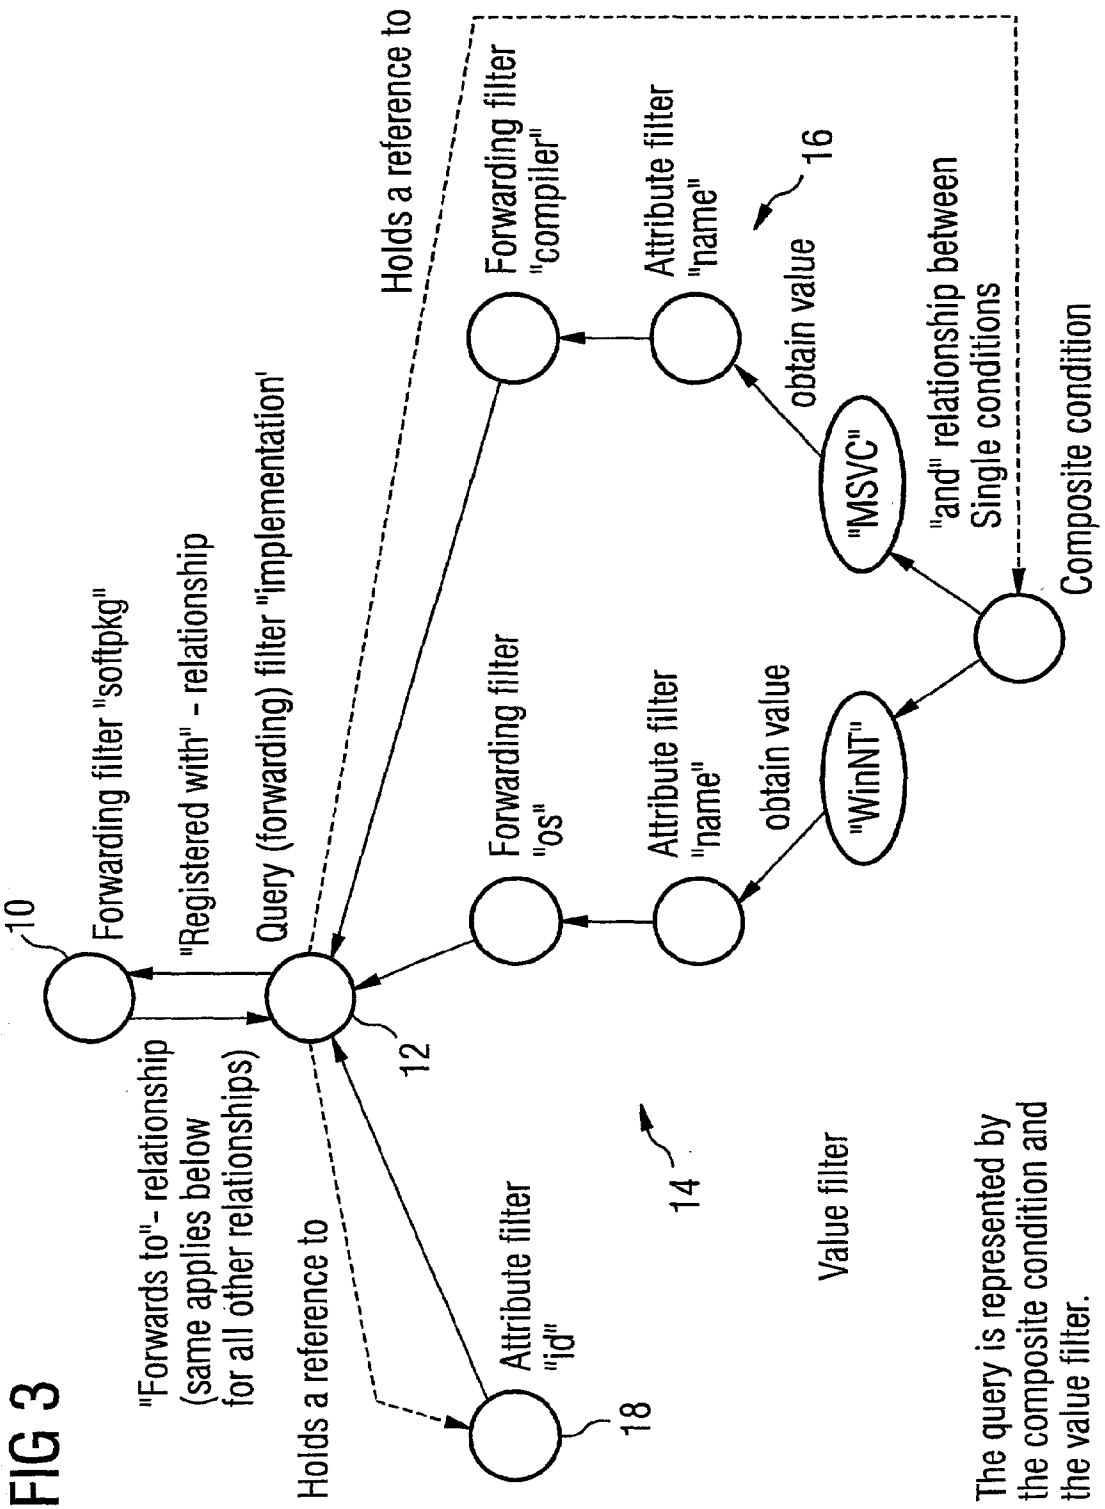 FIG 3
10
Forwarding filter "softpkg"
"Forwards to"- relationship
(same applies below
for all other relationships)
"Registered with" - relationship
Query (forwarding) filter "implementation'
12
Holds a reference to
Holds a reference to
Attribute filter
"id"
18
Forwarding filter
"os"
Forwarding filter
"compiler"
14
Attribute filter
"name"
Attribute filter
"name"
16
Value filter
obtain value
obtain value
"WinNT"
"MSVC"
"and" relationship between
Single conditions
Composite condition
The query is represented by
the composite condition and
the value filter.